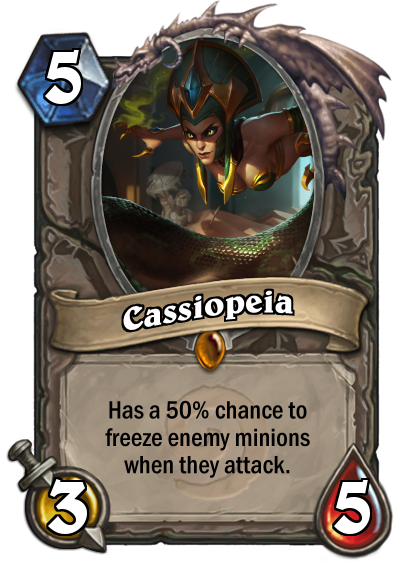 5
Cassiopeia
Has a 50% chance to
freeze enemy minions
when they attack.
3
5